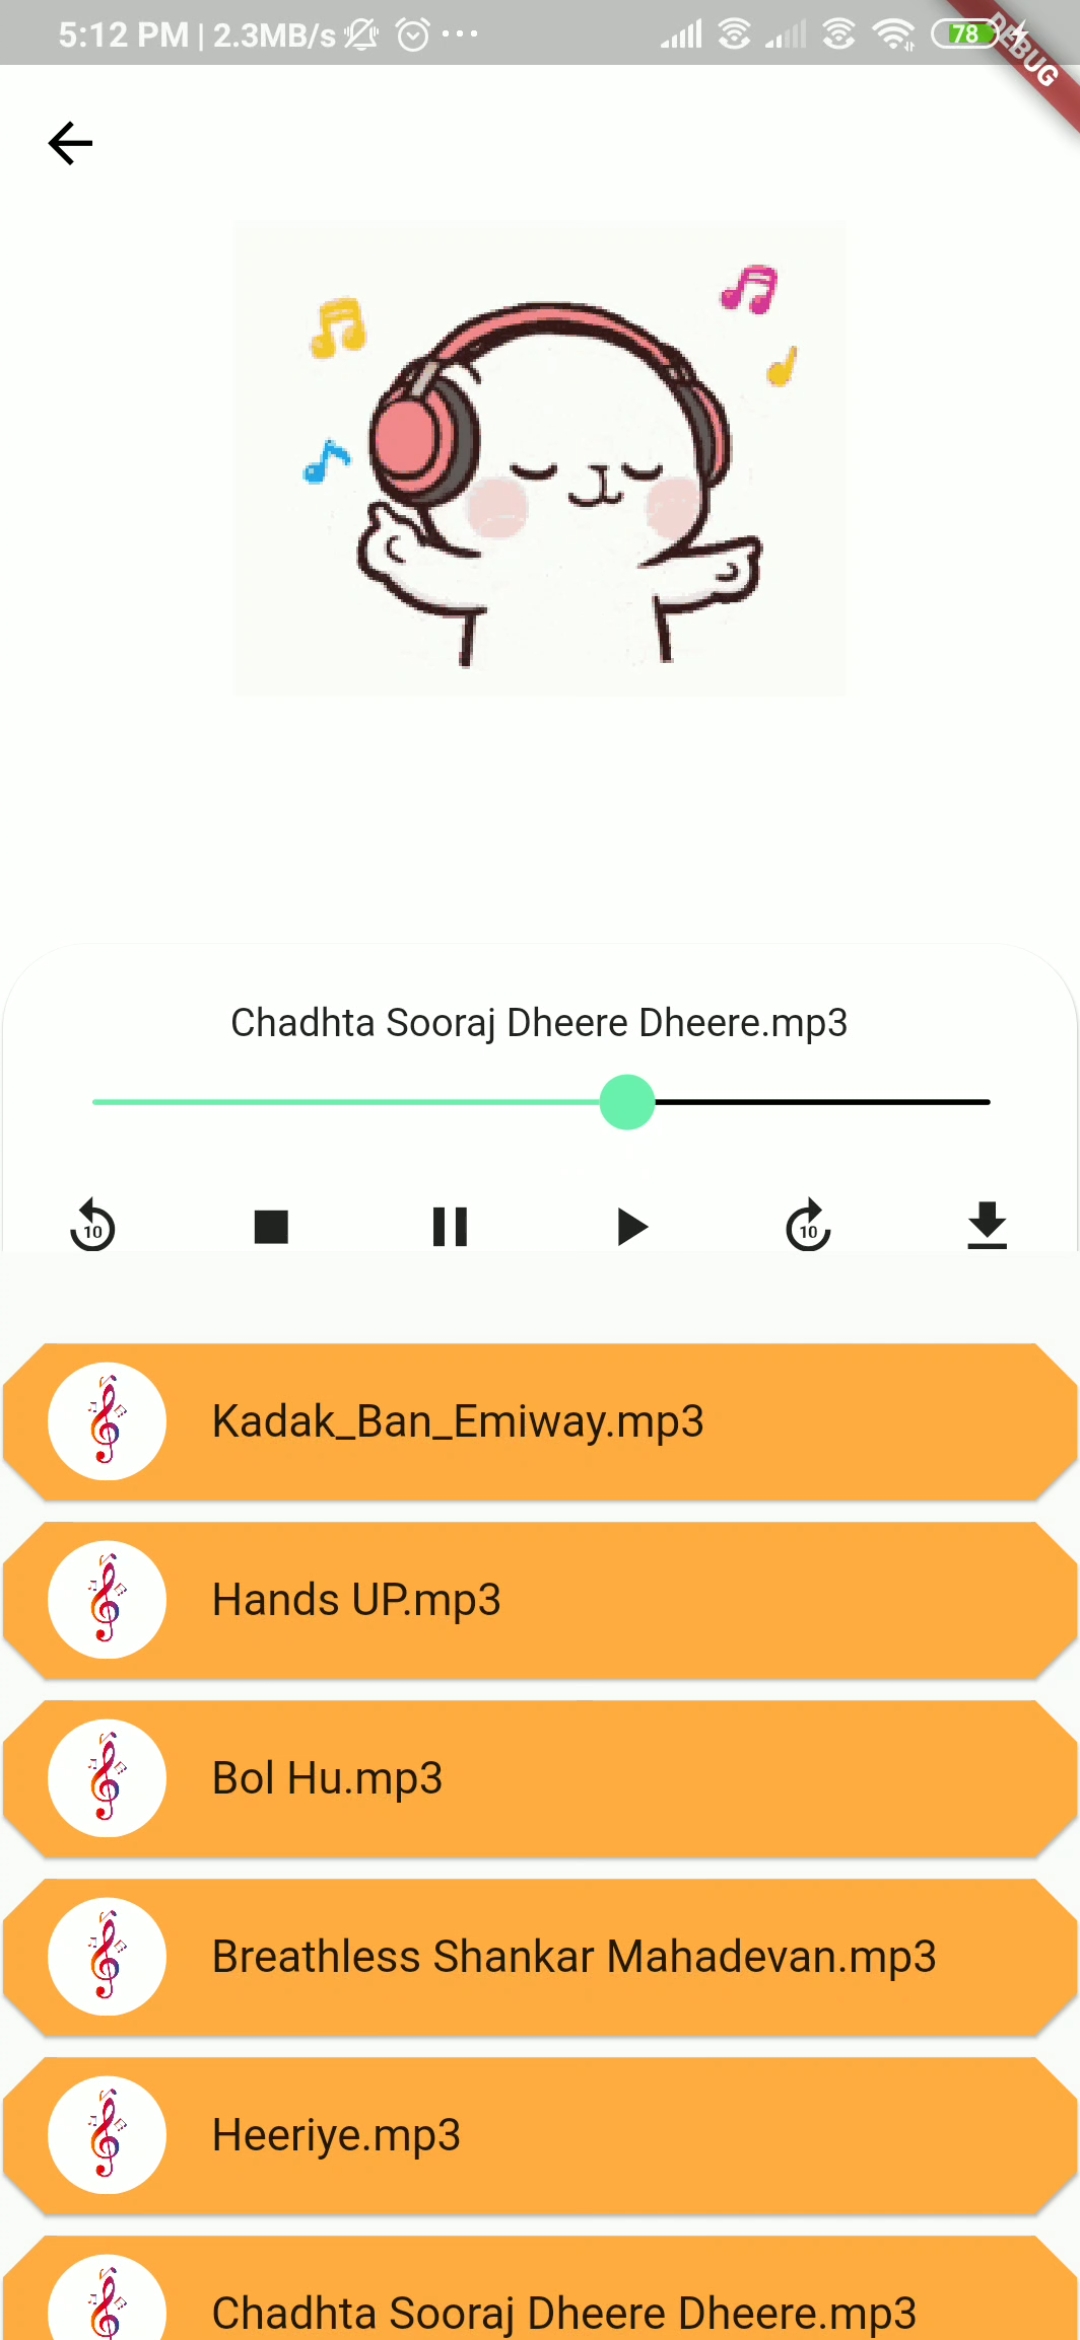 5:12 PM | 2.3MB/s
78
DEBUG
Chadhta Sooraj Dheere Dheere.mp3
10
10
Kadak_Ban_Emiway.mp3
Hands UP.mp3
Bol Hu.mp3
Breathless Shankar Mahadevan.mp3
Heeriye.mp3
Chadhta Sooraj Dheere Dheere.mp3